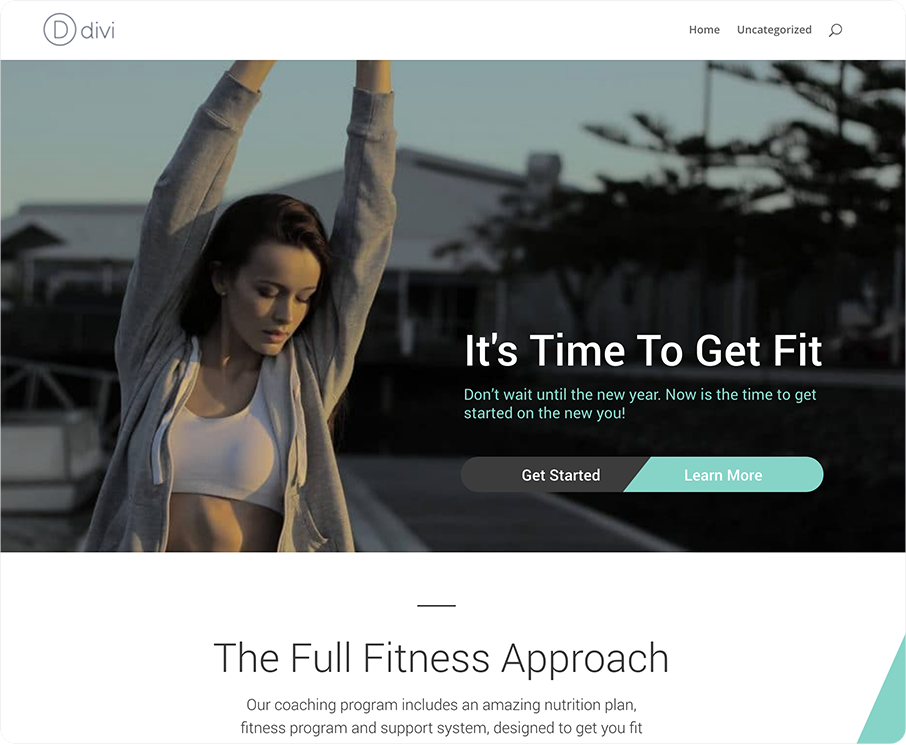 D divi
Home Uncategorized
It's Time To Get Fit
Don’t wait until the new year. Now is the time to get
started on the new you!
Get Started Learn More
The Full Fitness Approach
Our coaching program includes an amazing nutrition plan,
fitness program and support system, designed to get you fit